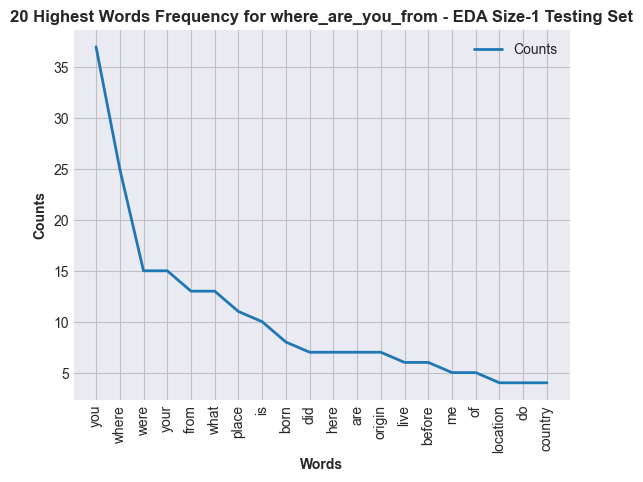 20 Highest Words Frequency for where_are_you_from - EDA Size-1 Testing Set
Counts
35
30
25
20
15
10
5
Counts
you
where
were
your
from
what
place
is
born
did
here
are
origin
live
before
me
of
location
do
country
Words